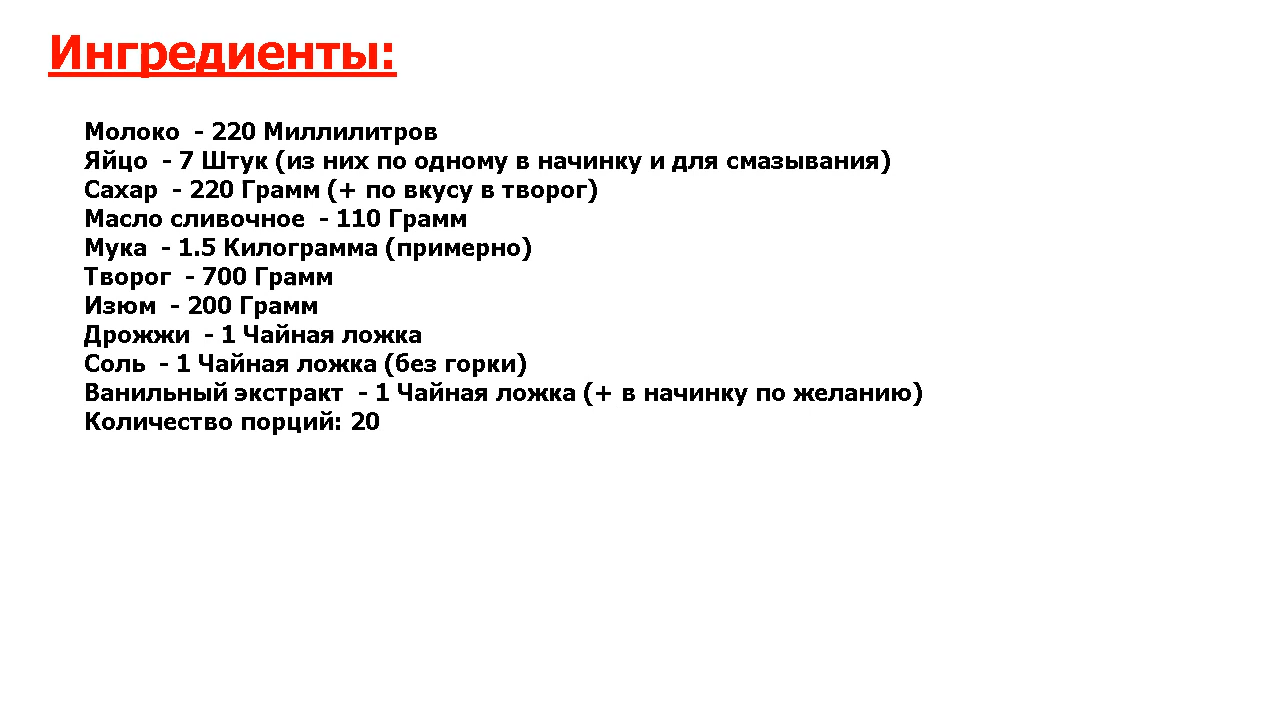 Ингредиенты:
Молоко - 220 Миллилитров
Яйцо - 7 Штук (из них по одному в начинку и для смазывания)
Сахар - 220 Грамм (+ по вкусу в творог)
Масло сливочное - 110 Грамм
Мука - 1.5 Килограмма (примерно)
Творог - 700 Грамм
Изюм - 200 Грамм
Дрожжи - 1 Чайная ложка
Соль - 1 Чайная ложка (без горки)
Ванильный экстракт - 1 Чайная ложка (+ в начинку по желанию)
Количество порций: 20